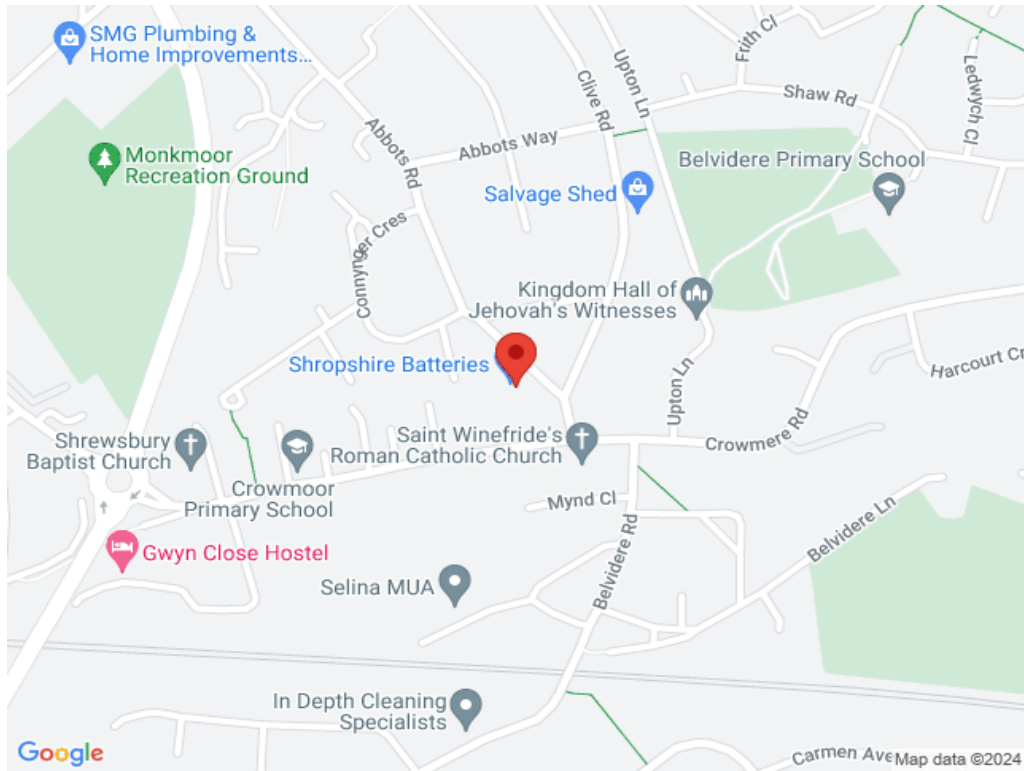 SMG Plumbing &
Home Improvements...
Frith Cl
Ledwych Cl
Clive Rd
Upton Ln
Shaw Rd
Abbots Rd
Abbots Way
Monkmoor
Recreation Ground
Belvidere Primary School
Salvage Shed
Connynger Cres
Kingdom Hall of
Jehovah's Witnesses
Shropshire Batteries
Harcourt Cr
Upton Ln
Crowmere Rd
Saint Winefride's
Roman Catholic Church
Shrewsbury
Baptist Church
Crowmoor
Primary School
Mynd Cl
Belvidere Ln
Gwyn Close Hostel
Belvidere Rd
Selina MUA
In Depth Cleaning
Specialists
Google
Carmen Ave
Map data ©2024